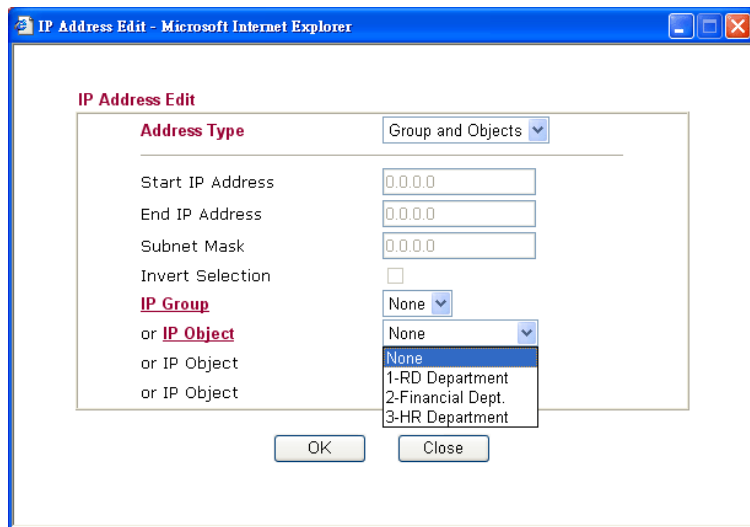 IP Address Edit - Microsoft Internet Explorer
IP Address Edit
Address Type Group and Objects
Start IP Address 0.0.0.0
End IP Address 0.0.0.0
Subnet Mask 0.0.0.0
Invert Selection
IP Group None
or IP Object None
None
or IP Object
1-RD Department
2-Financial Dept.
or IP Object
3-HR Department
OK Close